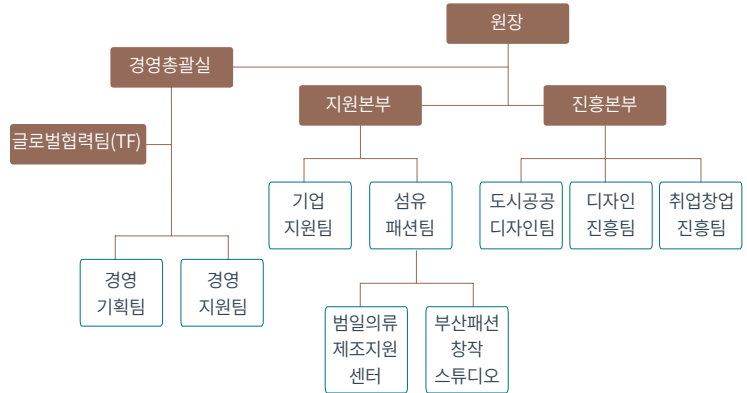 원장
경영총괄실
지원본부
진흥본부
글로벌협력팀(TF)
기업
지원팀
섬유
패션팀
도시공공
디자인팀
디자인
진흥팀
취업창업
진흥팀
경영
기획팀
경영
지원팀
범일의류
제조지원
센터
부산패션
창작
스튜디오